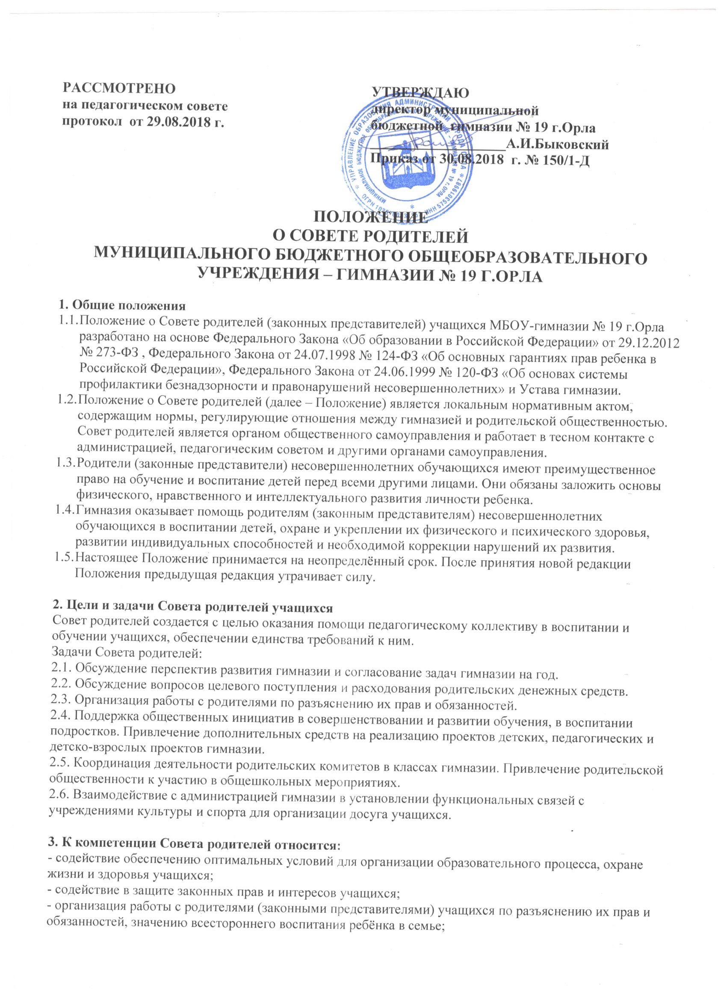 РАССМОТРЕНО
на педагогическом совете
протокол от 29.08.2018 г.
УТВЕРЖДАЮ
директор муниципальной
бюджетной гимназии № 19 г.Орла
____________________А.И.Быковский
Приказ от 30.08.2018 г. № 150/1-Д
* УПРАВЛЕНИЕ ОБРАЗОВАНИЯ АДМИНИСТРАЦИИ ГОРОДА ОРЛА *
МУНИЦИПАЛЬНОЕ БЮДЖЕТНОЕ ОБЩЕОБРАЗОВАТЕЛЬНОЕ УЧРЕЖДЕНИЕ - ГИМНАЗИЯ № 19 г. ОРЛА
ОГРН
ИНН 5753019987
ПОЛОЖЕНИЕ
О СОВЕТЕ РОДИТЕЛЕЙ
МУНИЦИПАЛЬНОГО БЮДЖЕТНОГО ОБЩЕОБРАЗОВАТЕЛЬНОГО
УЧРЕЖДЕНИЯ – ГИМНАЗИИ № 19 Г.ОРЛА
1. Общие положения
1.1.Положение о Совете родителей (законных представителей) учащихся МБОУ-гимназии № 19 г.Орла
разработано на основе Федерального Закона «Об образовании в Российской Федерации» от 29.12.2012
№ 273-ФЗ , Федерального Закона от 24.07.1998 № 124-ФЗ «Об основных гарантиях прав ребенка в
Российской Федерации», Федерального Закона от 24.06.1999 № 120-ФЗ «Об основах системы
профилактики безнадзорности и правонарушений несовершеннолетних» и Устава гимназии.
1.2.Положение о Совете родителей (далее – Положение) является локальным нормативным актом,
содержащим нормы, регулирующие отношения между гимназией и родительской общественностью.
Совет родителей является органом общественного самоуправления и работает в тесном контакте с
администрацией, педагогическим советом и другими органами самоуправления.
1.3.Родители (законные представители) несовершеннолетних обучающихся имеют преимущественное
право на обучение и воспитание детей перед всеми другими лицами. Они обязаны заложить основы
физического, нравственного и интеллектуального развития личности ребенка.
1.4.Гимназия оказывает помощь родителям (законным представителям) несовершеннолетних
обучающихся в воспитании детей, охране и укреплении их физического и психического здоровья,
развитии индивидуальных способностей и необходимой коррекции нарушений их развития.
1.5.Настоящее Положение принимается на неопределённый срок. После принятия новой редакции
Положения предыдущая редакция утрачивает силу.
2. Цели и задачи Совета родителей учащихся
Совет родителей создается с целью оказания помощи педагогическому коллективу в воспитании и
обучении учащихся, обеспечении единства требований к ним.
Задачи Совета родителей:
2.1. Обсуждение перспектив развития гимназии и согласование задач гимназии на год.
2.2. Обсуждение вопросов целевого поступления и расходования родительских денежных средств.
2.3. Организация работы с родителями по разъяснению их прав и обязанностей.
2.4. Поддержка общественных инициатив в совершенствовании и развитии обучения, в воспитании
подростков. Привлечение дополнительных средств на реализацию проектов детских, педагогических и
детско-взрослых проектов гимназии.
2.5. Координация деятельности родительских комитетов в классах гимназии. Привлечение родительской
общественности к участию в общешкольных мероприятиях.
2.6. Взаимодействие с администрацией гимназии в установлении функциональных связей с
учреждениями культуры и спорта для организации досуга учащихся.
3. К компетенции Совета родителей относится:
- содействие обеспечению оптимальных условий для организации образовательного процесса, охране
жизни и здоровья учащихся;
- содействие в защите законных прав и интересов учащихся;
- организация работы с родителями (законными представителями) учащихся по разъяснению их прав и
обязанностей, значению всестороннего воспитания ребёнка в семье;